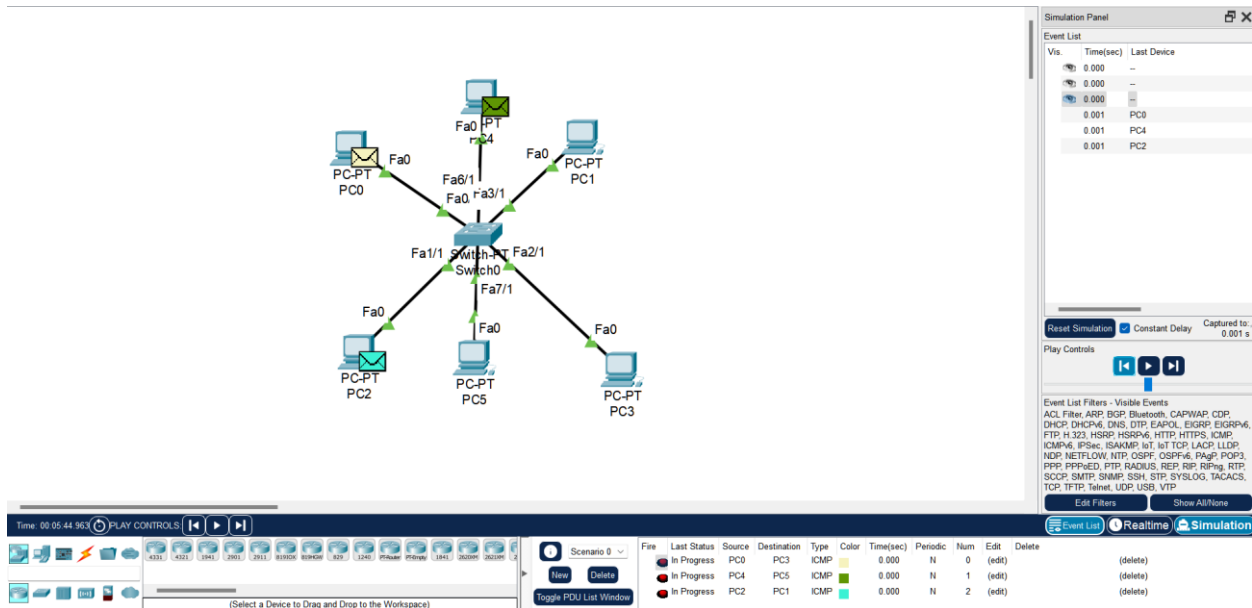 Simulation Panel
Event List
Vis. Time(sec) Last Device
0.000 --
0.000 --
0.000 --
0.001 PC0
0.001 PC4
0.001 PC2
Reset Simulation Constant Delay Captured to:
0.001 s
Play Controls
Event List Filters - Visible Events
ACL Filter, ARP, BGP, Bluetooth, CAPWAP, CDP,
DHCP, DHCPv6, DNS, DTP, EAPOL, EIGRP, EIGRPv6,
FTP, H.323, HSRP, HSRPv6, HTTP, HTTPS, ICMP,
ICMPv6, IPSec, ISAKMP, IoT, IoT TCP, LACP, LLDP,
NDP, NETFLOW, NTP, OSPF, OSPFv6, PAgP, POP3,
PPP, PPPoED, PTP, RADIUS, REP, RIP, RIPng, RTP,
SCCP, SMTP, SNMP, SSH, STP, SYSLOG, TACACS,
TCP, TFTP, Telnet, UDP, USB, VTP
Edit Filters Show All/None
Event List Realtime Simulation
Fa0 -PT
Fa0
PC-PT
PC0
Fa0
PC-PT
PC1
Fa6/1
Fa0 Fa3/1
Fa1/1 Switch-PT Fa2/1
Switch0
Fa7/1
Fa0
PC-PT
PC2
Fa0
PC-PT
PC5
Fa0
PC-PT
PC3
Time: 00:05:44.963 PLAY CONTROLS:
4331 4321 1941 2901 2911 819IOX 819HGW 829 1240 PT-Router PT-Empty 1841 2620XM 2621XM
(Select a Device to Drag and Drop to the Workspace)
Scenario 0
New Delete
Toggle PDU List Window
Fire Last Status Source Destination Type Color Time(sec) Periodic Num Edit Delete
In Progress PC0 PC3 ICMP 0.000 N 0 (edit) (delete)
In Progress PC4 PC5 ICMP 0.000 N 1 (edit) (delete)
In Progress PC2 PC1 ICMP 0.000 N 2 (edit) (delete)